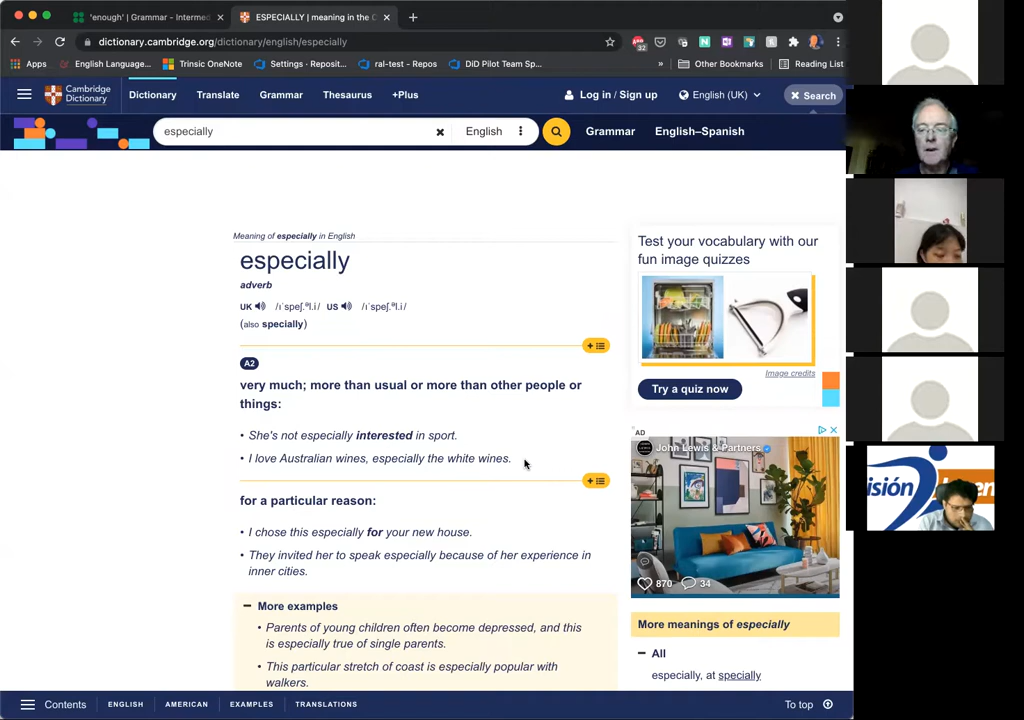 'enough' | Grammar - Intermed
ESPECIALLY | meaning in the C
dictionary.cambridge.org/dictionary/english/especially
32
Apps
English Language...
Trinsic OneNote
Settings · Reposit...
ral-test - Repos
DiD Pilot Team Sp...
»
Other Bookmarks
Reading List
Cambridge
Dictionary
Dictionary
Translate
Grammar
Thesaurus
+Plus
Log in / Sign up
English (UK)
Search
especially
English
Grammar
English–Spanish
Meaning of especially in English
especially
adverb
UK /ɪˈspeʃ.əl.i/ US /ɪˈspeʃ.əl.i/
(also specially)
A2
very much; more than usual or more than other people or
things:
• She's not especially interested in sport.
• I love Australian wines, especially the white wines.
for a particular reason:
• I chose this especially for your new house.
• They invited her to speak especially because of her experience in
inner cities.
More examples
• Parents of young children often become depressed, and this
is especially true of single parents.
• This particular stretch of coast is especially popular with
walkers.
Test your vocabulary with our
fun image quizzes
Image credits
Try a quiz now
AD
John Lewis & Partners
870
34
More meanings of especially
All
especially, at specially
Contents
ENGLISH
AMERICAN
EXAMPLES
TRANSLATIONS
To top
isión